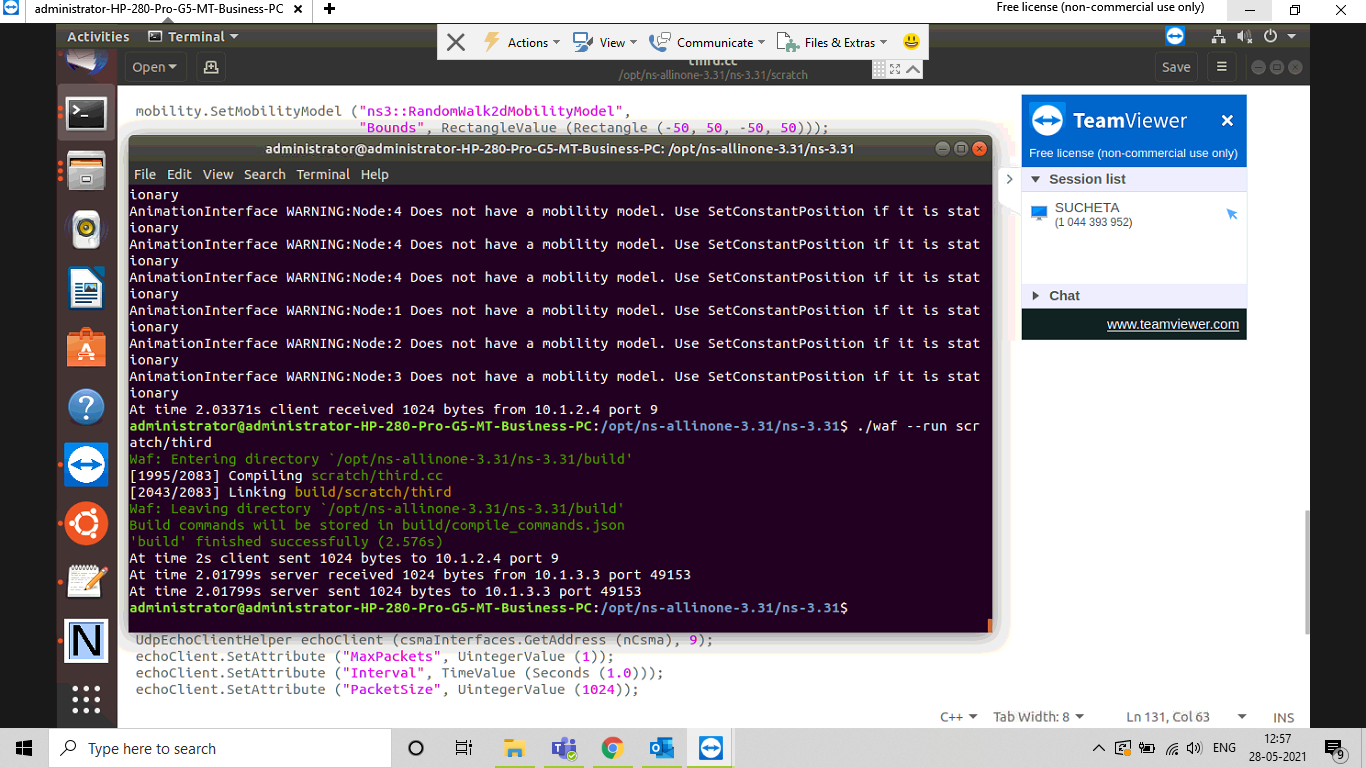 administrator-HP-280-Pro-G5-MT-Business-PC
Free license (non-commercial use only)
Activities
Terminal
Actions
View
Communicate
Files & Extras
Open
third.cc
/opt/ns-allinone-3.31/ns-3.31/scratch
Save
mobility.SetMobilityModel ("ns3::RandomWalk2dMobilityModel",
"Bounds", RectangleValue (Rectangle (-50, 50, -50, 50)));
administrator@administrator-HP-280-Pro-G5-MT-Business-PC: /opt/ns-allinone-3.31/ns-3.31
File Edit View Search Terminal Help
ionary
AnimationInterface WARNING:Node:4 Does not have a mobility model. Use SetConstantPosition if it is stat
ionary
AnimationInterface WARNING:Node:4 Does not have a mobility model. Use SetConstantPosition if it is stat
ionary
AnimationInterface WARNING:Node:4 Does not have a mobility model. Use SetConstantPosition if it is stat
ionary
AnimationInterface WARNING:Node:1 Does not have a mobility model. Use SetConstantPosition if it is stat
ionary
AnimationInterface WARNING:Node:2 Does not have a mobility model. Use SetConstantPosition if it is stat
ionary
AnimationInterface WARNING:Node:3 Does not have a mobility model. Use SetConstantPosition if it is stat
ionary
At time 2.03371s client received 1024 bytes from 10.1.2.4 port 9
administrator@administrator-HP-280-Pro-G5-MT-Business-PC:/opt/ns-allinone-3.31/ns-3.31$ ./waf --run scr
atch/third
Waf: Entering directory `/opt/ns-allinone-3.31/ns-3.31/build'
[1995/2083] Compiling scratch/third.cc
[2043/2083] Linking build/scratch/third
Waf: Leaving directory `/opt/ns-allinone-3.31/ns-3.31/build'
Build commands will be stored in build/compile_commands.json
'build' finished successfully (2.576s)
At time 2s client sent 1024 bytes to 10.1.2.4 port 9
At time 2.01799s server received 1024 bytes from 10.1.3.3 port 49153
At time 2.01799s server sent 1024 bytes to 10.1.3.3 port 49153
administrator@administrator-HP-280-Pro-G5-MT-Business-PC:/opt/ns-allinone-3.31/ns-3.31$
UdpEchoClientHelper echoClient (csmaInterfaces.GetAddress (nCsma), 9);
echoClient.SetAttribute ("MaxPackets", UintegerValue (1));
echoClient.SetAttribute ("Interval", TimeValue (Seconds (1.0)));
echoClient.SetAttribute ("PacketSize", UintegerValue (1024));
C++ Tab Width: 8 Ln 131, Col 63 INS
TeamViewer
Free license (non-commercial use only)
Session list
SUCHETA
(1 044 393 952)
Chat
www.teamviewer.com
Type here to search
ENG
12:57
28-05-2021
9